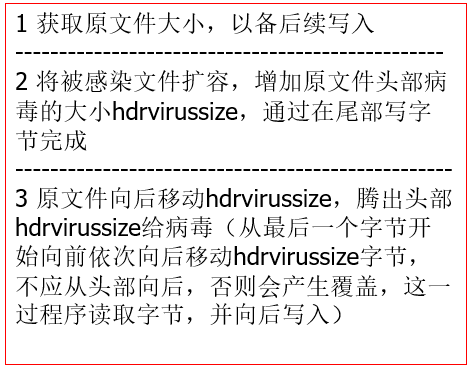 1 获取原文件大小，以备后续写入
--------------------------------------------------
2 将被感染文件扩容，增加原文件头部病
毒的大小hdrvirussize，通过在尾部写字
节完成
---------------------------------------------------
3 原文件向后移动hdrvirussize，腾出头部
hdrvirussize给病毒（从最后一个字节开
始向前依次向后移动hdrvirussize字节，
不应从头部向后，否则会产生覆盖，这一
过程序读取字节，并向后写入）